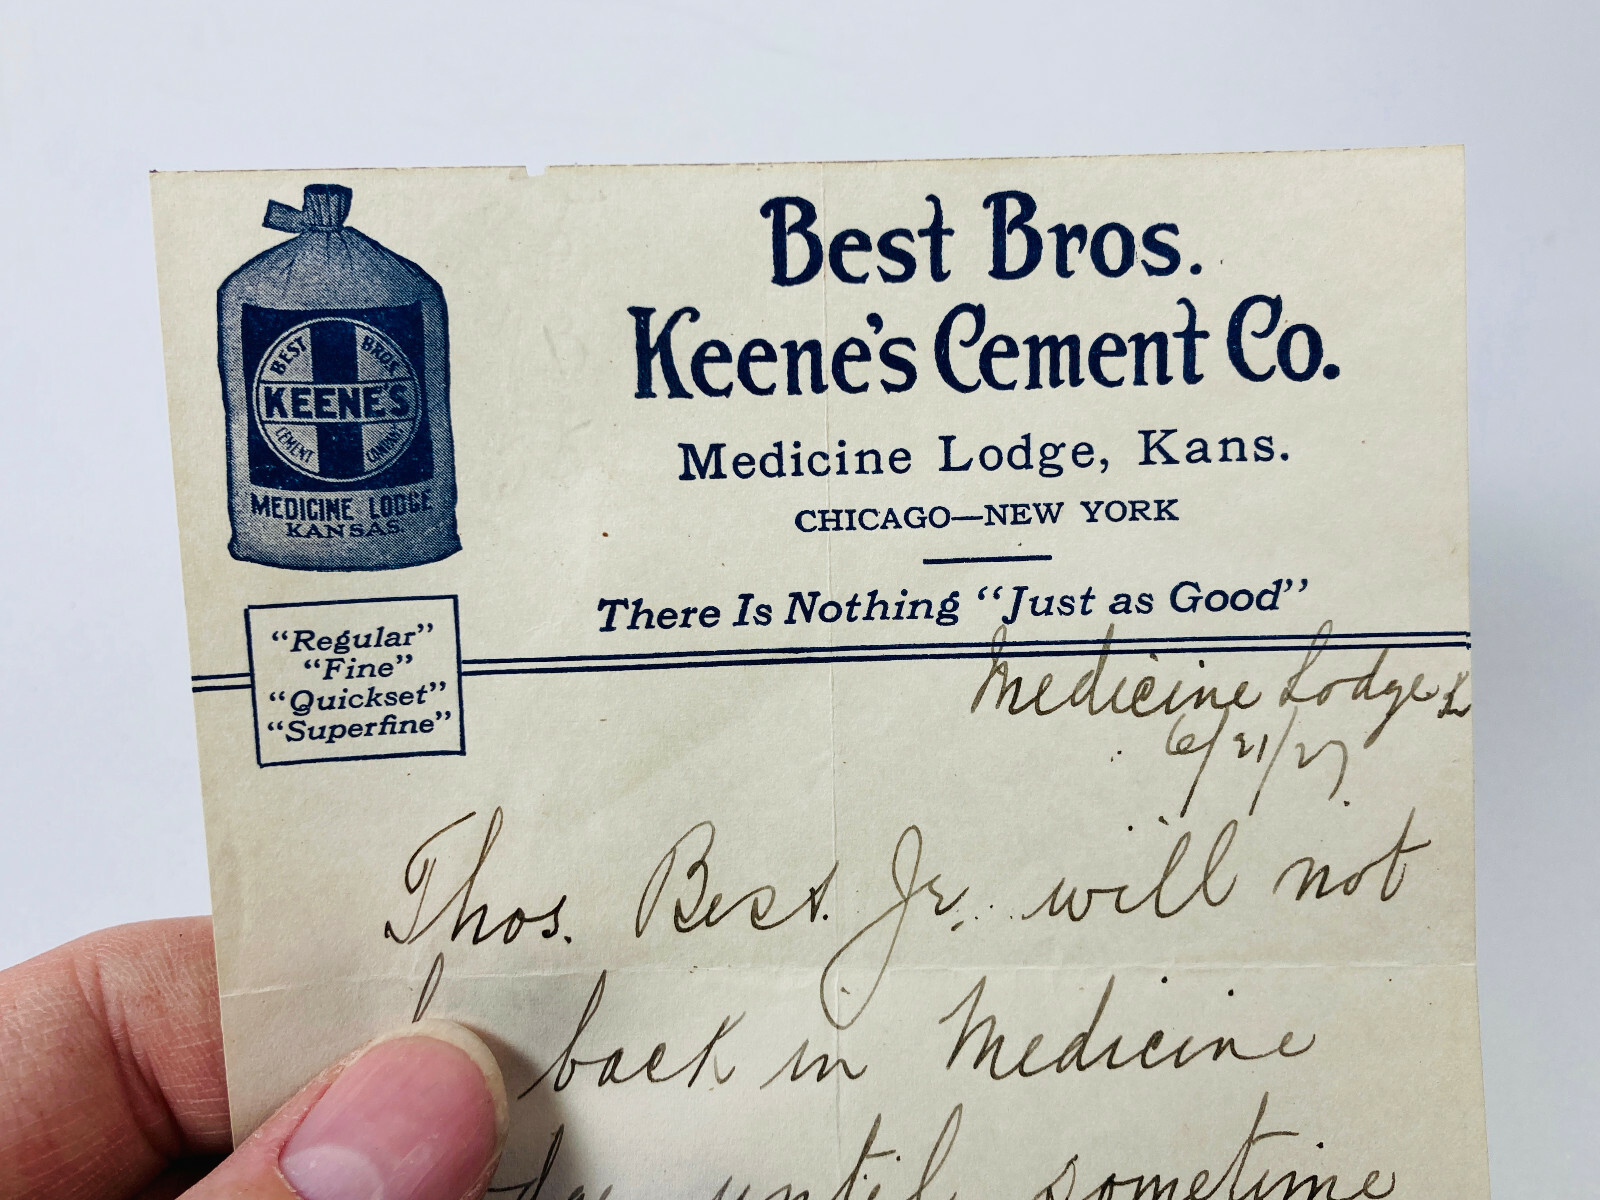 BEST BROS.
KEENE'S
CEMENT COMPANY
MEDICINE LODGE
KANSAS.
"Regular"
"Fine"
"Quickset"
"Superfine"
Best Bros.
Keene's Cement Co.
Medicine Lodge, Kans.
CHICAGO—NEW YORK
There Is Nothing "Just as Good"
Medicine Lodge
6/21/27
Thos. Best. Jr. will not
back in Medicine
until sometime